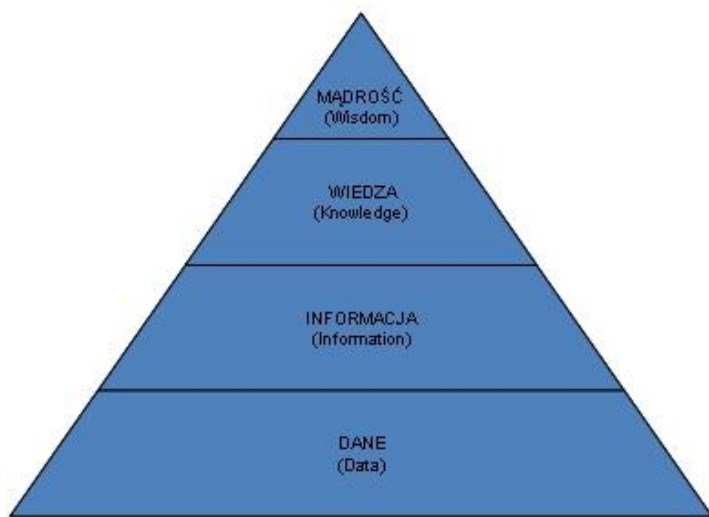 MĄDROŚĆ
(Wisdom)
WIEDZA
(Knowledge)
INFORMACJA
(Information)
DANE
(Data)